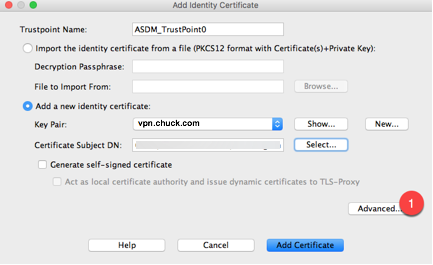 Add Identity Certificate
Trustpoint Name: ASDM_TrustPoint0
Import the identity certificate from a file (PKCS12 format with Certificate(s)+Private Key):
Decryption Passphrase:
File to Import From: Browse...
Add a new identity certificate:
Key Pair: vpn.chuck.com Show... New...
Certificate Subject DN: Select...
Generate self-signed certificate
Act as local certificate authority and issue dynamic certificates to TLS-Proxy
1
Advanced...
Help Cancel Add Certificate